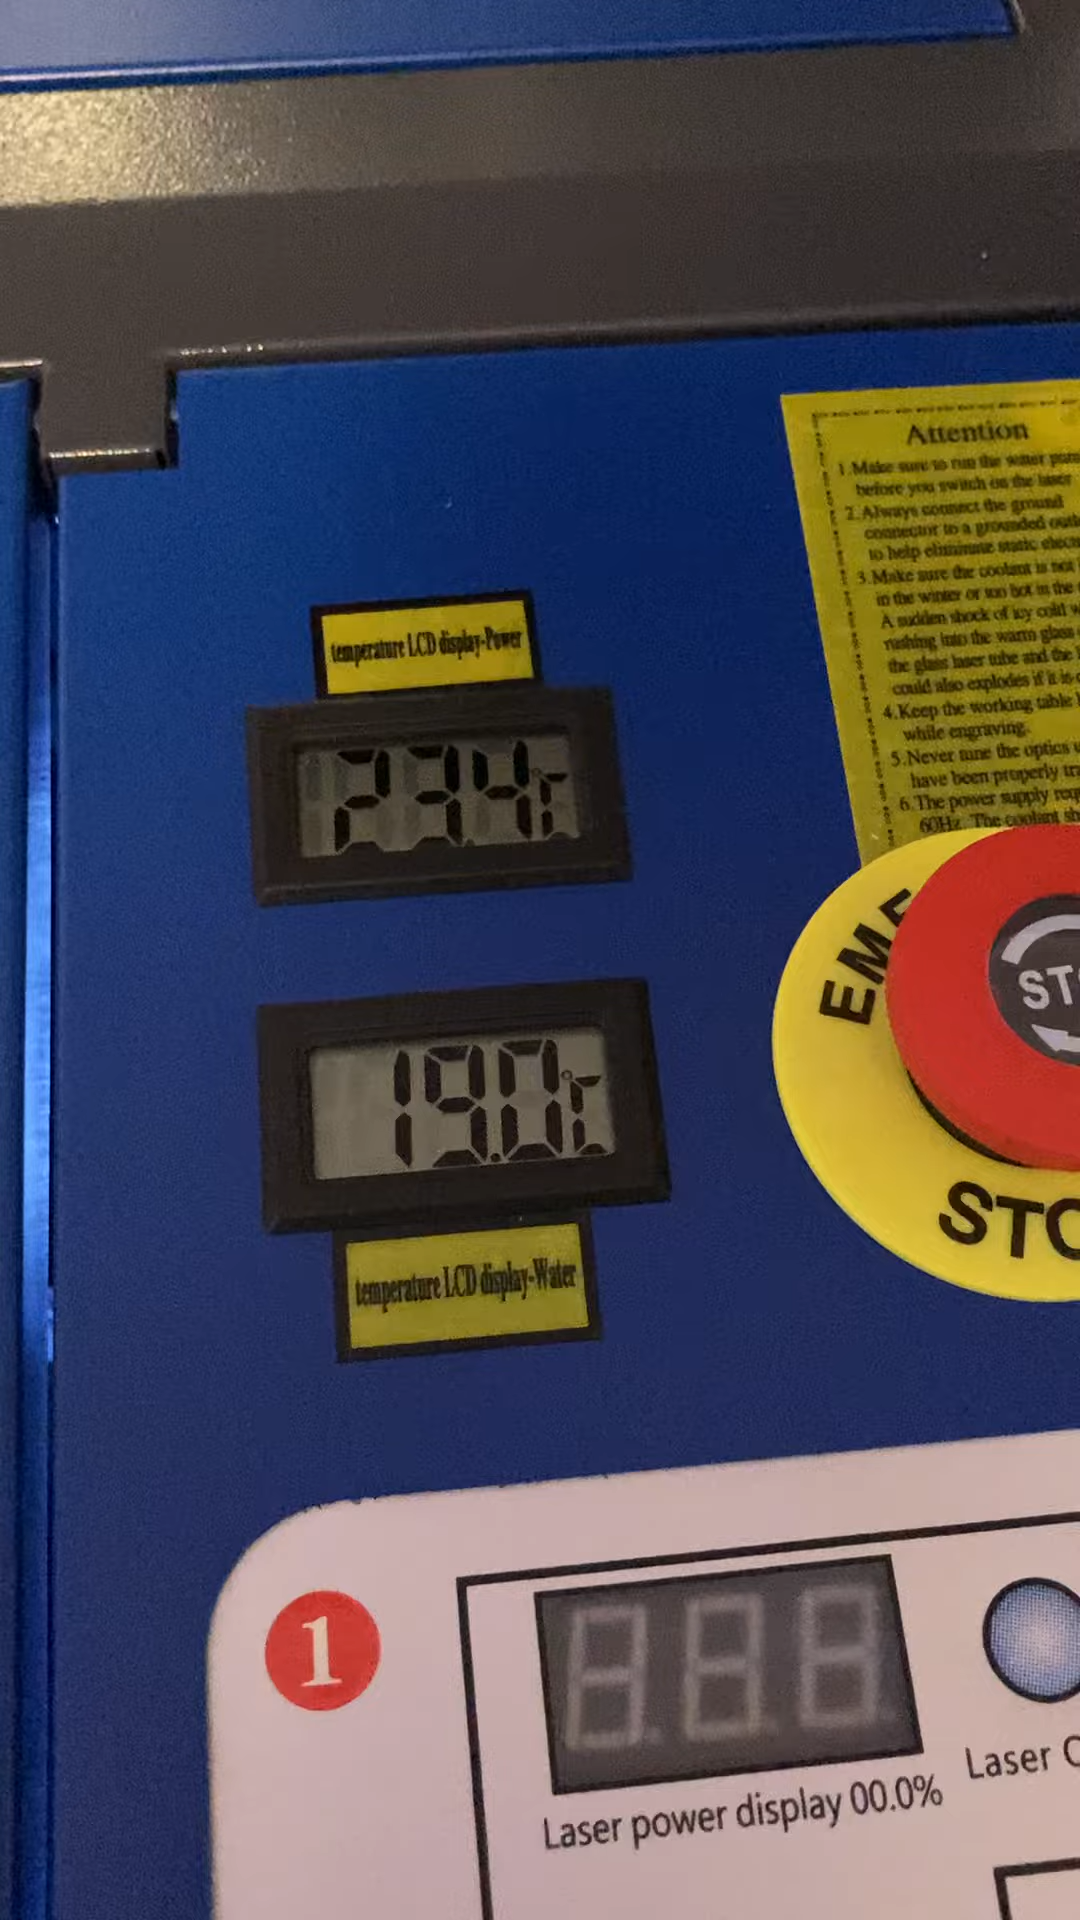 Attention
1.Make sure to run the water
before you switch on the laser
2.Always connect the ground
connector to a grounded
to help eliminate static
3.Make sure the coolant is not
in the winter or too hot in the
A sudden shock of icy cold
rushing into the warm glass
the glass laser tube and the
could also explodes if it is
4.Keep the working table
while engraving.
5.Never tune the optics
have been properly
6.The power supply
60Hz. The coolant
temperature LCD display-Power
23.4
STO
EME
19.0℃
STO
temperature LCD display-Water
1
Laser power display 00.0%
Laser